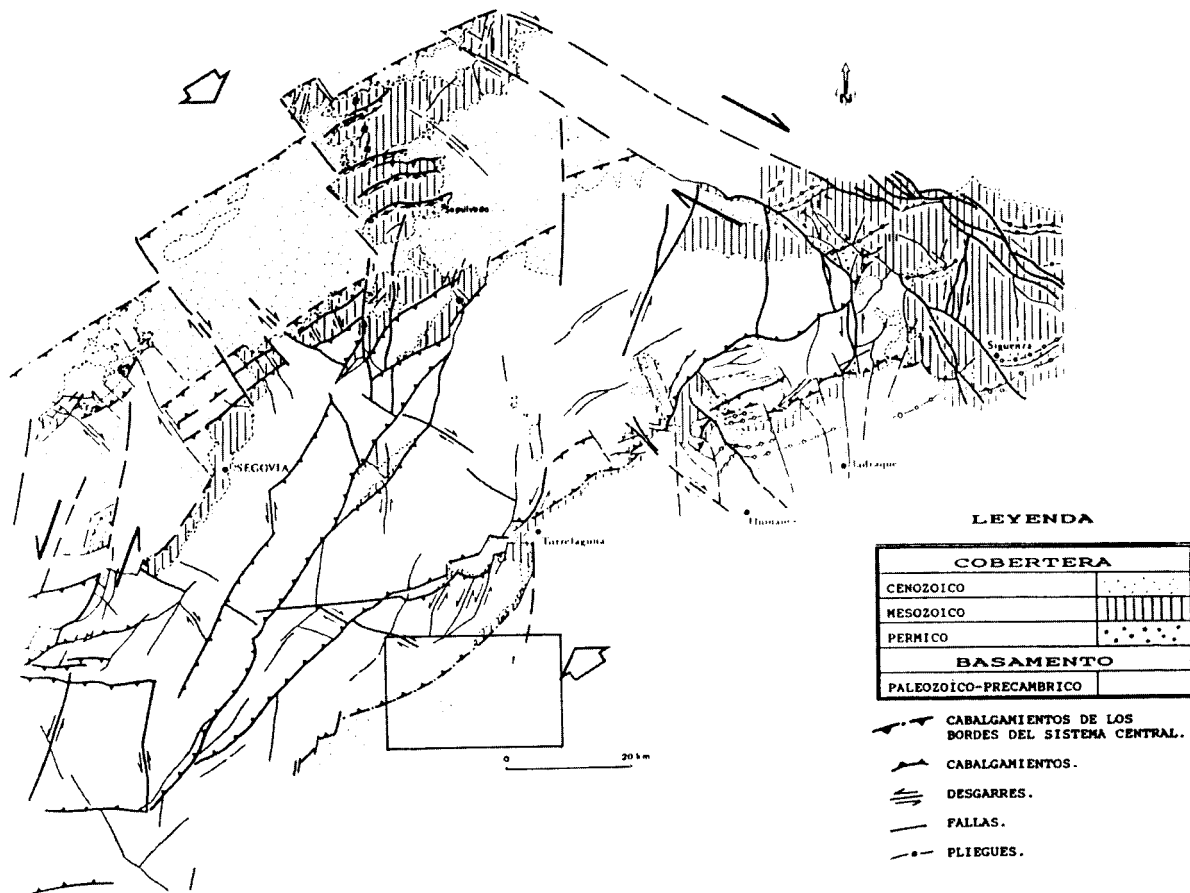 N
Sepulveda
Siguenza
SEGOVIA
Jadraque
Torrelaguna
0 20 km
LEYENDA
COBERTERA
CENOZOICO
MESOZOICO
PERMICO
BASAMENTO
PALEOZOICO-PRECAMBRICO
CABALGAMIENTOS DE LOS
BORDES DEL SISTEMA CENTRAL.
CABALGAMIENTOS.
DESGARRES.
FALLAS.
PLIEGUES.